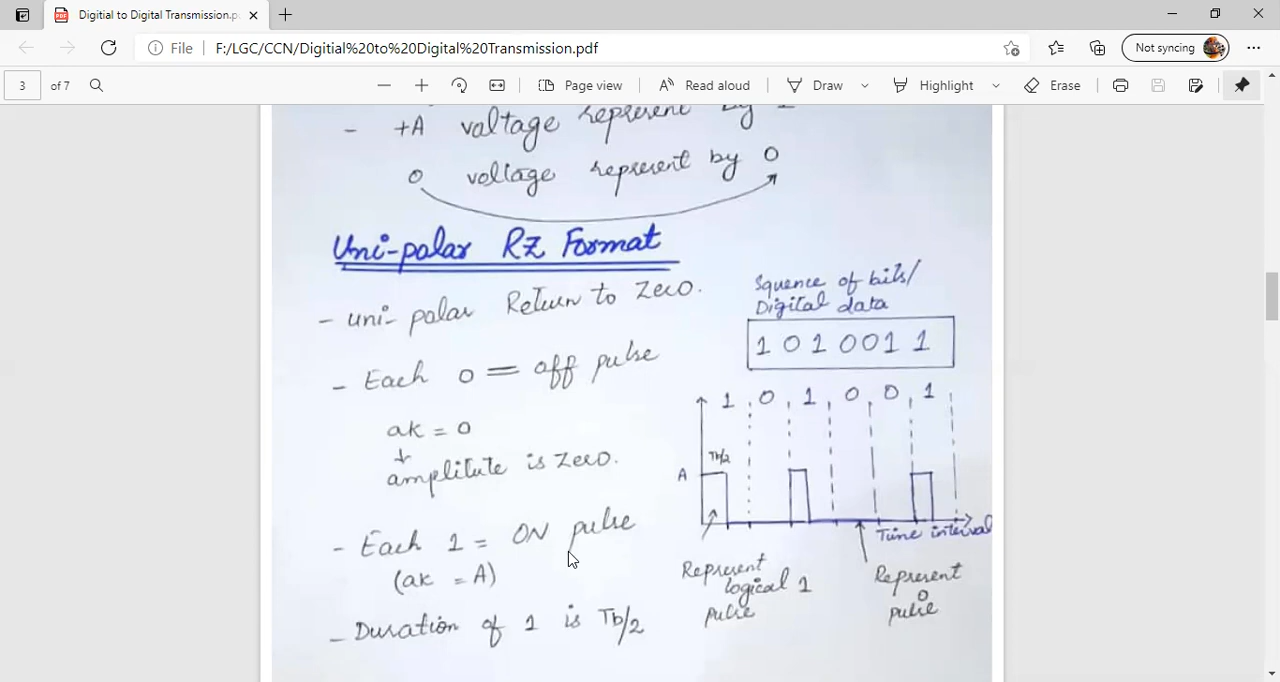 Digitial to Digital Transmission.p
File F:/LGC/CCN/Digitial%20to%20Digital%20Transmission.pdf
Not syncing
3 of 7 Page view Read aloud Draw Highlight Erase
- +A voltage represent by 1
0 voltage represent by 0
Uni-polar RZ Format
- uni-polar Return to Zero.
Squence of bits/
Digital data
1 0 1 0 0 1 1
- Each 0 = off pulse
ak = 0
amplitute is Zero.
- Each 1 = ON pulse
(ak = A)
- Duration of 1 is Tb/2
1 0 1 0 0 1
Tb/2
A
Time interval
Represent
logical 1
pulse
Represent
0
pulse